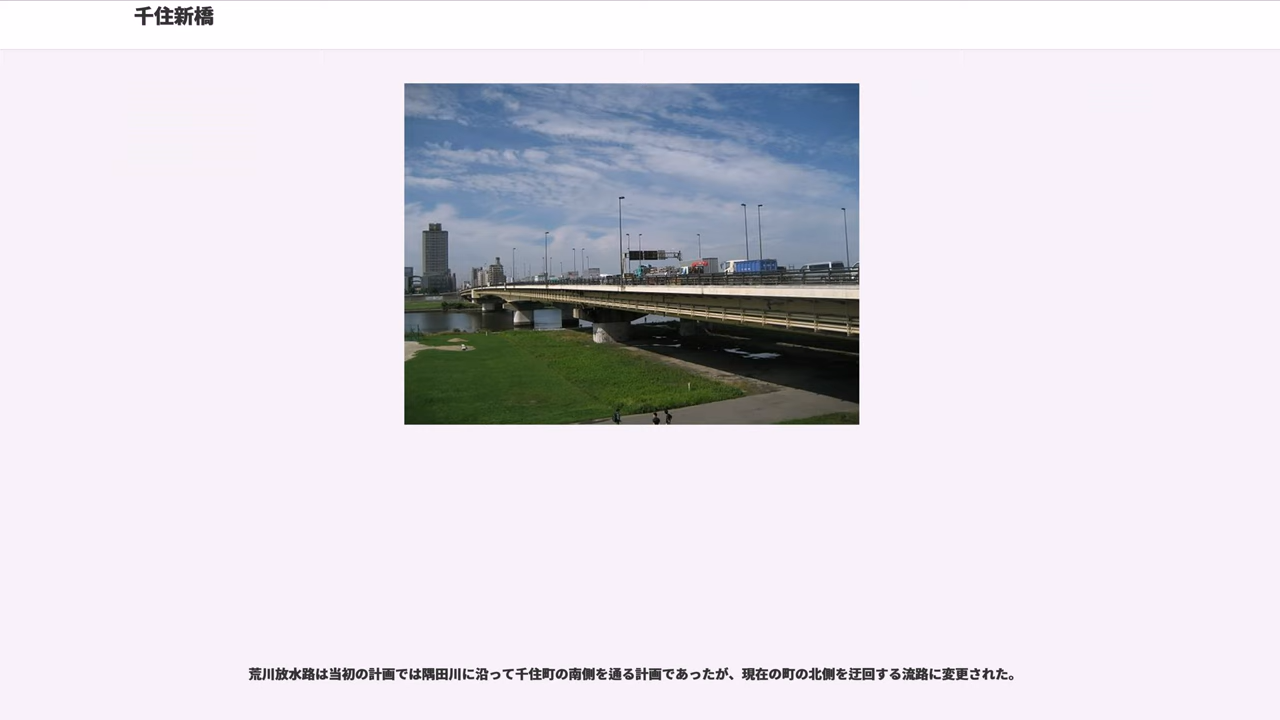 千住新橋
荒川放水路は当初の計画では隅田川に沿って千住町の南側を通る計画であったが、現在の町の北側を迂回する流路に変更された。